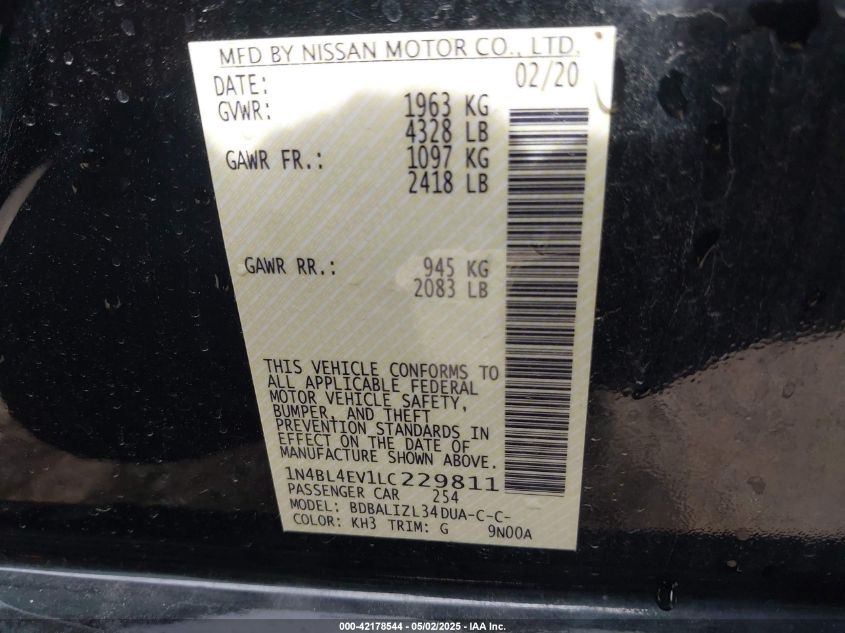 MFD BY NISSAN MOTOR CO., LTD.
DATE: 02/20
GVWR: 1963 KG
4328 LB
GAWR FR.: 1097 KG
2418 LB
GAWR RR.: 945 KG
2083 LB
THIS VEHICLE CONFORMS TO
ALL APPLICABLE FEDERAL
MOTOR VEHICLE SAFETY,
BUMPER, AND THEFT
PREVENTION STANDARDS IN
EFFECT ON THE DATE OF
MANUFACTURE SHOWN ABOVE.
1N4BL4EV1LC229811
PASSENGER CAR 254
MODEL: BDBALIZL34DUA-C-C-
COLOR: KH3 TRIM: G 9N00A
000-42178544 - 05/02/2025 - IAA Inc.